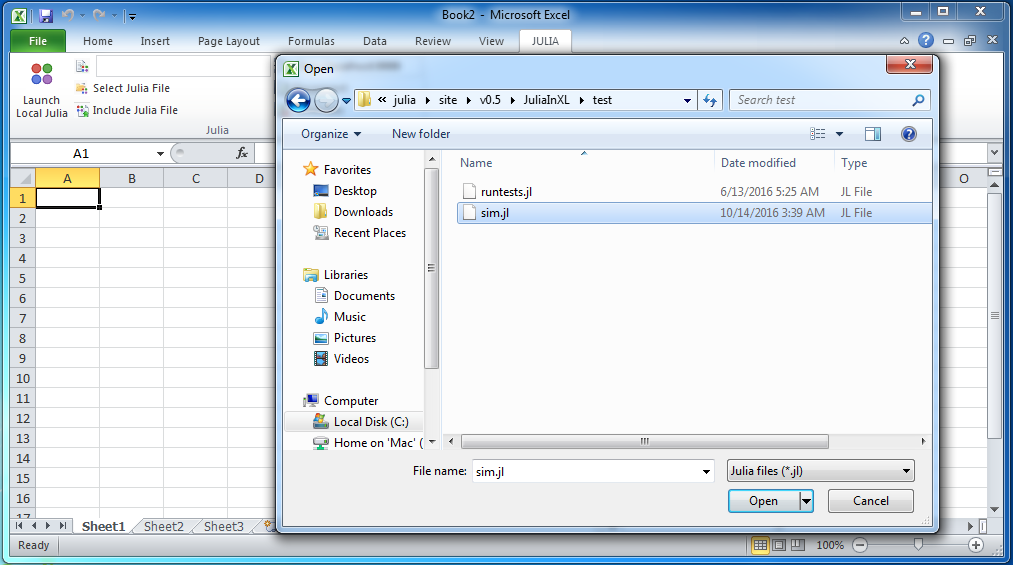 Book2 - Microsoft Excel
File Home Insert Page Layout Formulas Data Review View JULIA
Launch
Local Julia
Select Julia File
Include Julia File
Julia
A1
fx
A B C D O
1
2
3
4
5
6
7
8
9
10
11
12
13
14
15
16
17
Sheet1 Sheet2 Sheet3
Ready
100%
Open
« julia site v0.5 JuliaInXL test
Search test
Organize New folder
Favorites
Desktop
Downloads
Recent Places
Libraries
Documents
Music
Pictures
Videos
Computer
Local Disk (C:)
Home on 'Mac' (
Name Date modified Type
runtests.jl 6/13/2016 5:25 AM JL File
sim.jl 10/14/2016 3:39 AM JL File
File name: sim.jl
Julia files (*.jl)
Open Cancel